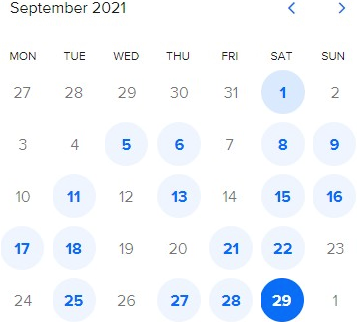 September 2021
MON TUE WED THU FRI SAT SUN
27 28 29 30 31 1 2
3 4 5 6 7 8 9
10 11 12 13 14 15 16
17 18 19 20 21 22 23
24 25 26 27 28 29 1